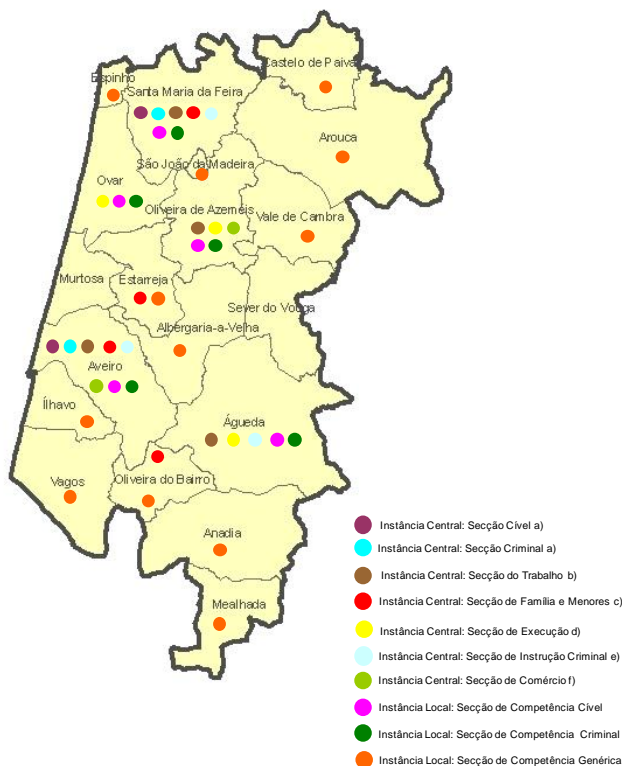 Castelo de Paiva
Espinho
Santa Maria da Feira
Arouca
São João da Madeira
Ovar
Oliveira de Azeméis
Vale de Cambra
Murtosa
Estarreja
Sever do Vouga
Albergaria-a-Velha
Aveiro
Ílhavo
Águeda
Vagos
Oliveira do Bairro
Anadia
Mealhada
Instância Central: Secção Cível a)
Instância Central: Secção Criminal a)
Instância Central: Secção do Trabalho b)
Instância Central: Secção de Família e Menores c)
Instância Central: Secção de Execução d)
Instância Central: Secção de Instrução Criminal e)
Instância Central: Secção de Comércio f)
Instância Local: Secção de Competência Cível
Instância Local: Secção de Competência Criminal
Instância Local: Secção de Competência Genérica